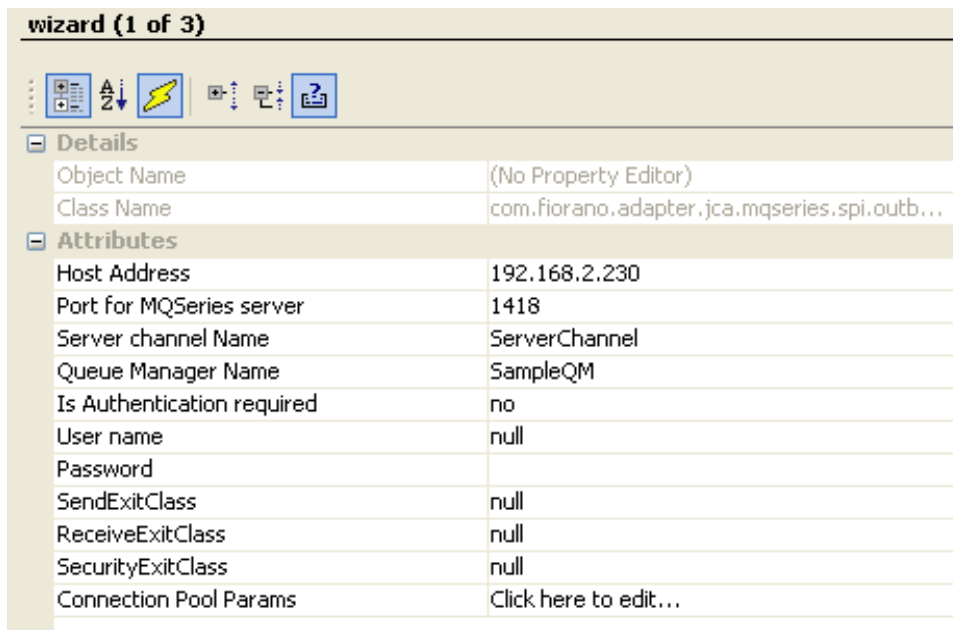 wizard (1 of 3)
A
Z
Details
Object Name (No Property Editor)
Class Name com.fiorano.adapter.jca.mqseries.spi.outb...
Attributes
Host Address 192.168.2.230
Port for MQSeries server 1418
Server channel Name ServerChannel
Queue Manager Name SampleQM
Is Authentication required no
User name null
Password
SendExitClass null
ReceiveExitClass null
SecurityExitClass null
Connection Pool Params Click here to edit...